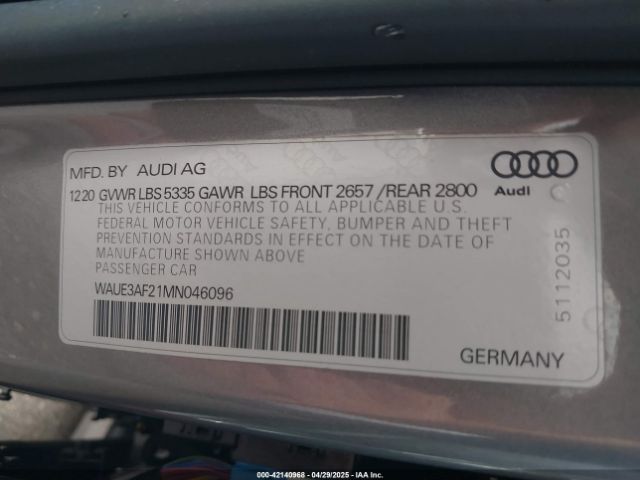 MFD. BY AUDI AG
Audi
1220 GVWR LBS 5335 GAWR LBS FRONT 2657 /REAR 2800
THIS VEHICLE CONFORMS TO ALL APPLICABLE U.S.
FEDERAL MOTOR VEHICLE SAFETY, BUMPER AND THEFT
PREVENTION STANDARDS IN EFFECT ON THE DATE OF
MANUFACTURE SHOWN ABOVE
PASSENGER CAR
WAUE3AF21MN046096
5112035
GERMANY
000-42140968 04/29/2025 - IAAI.COM